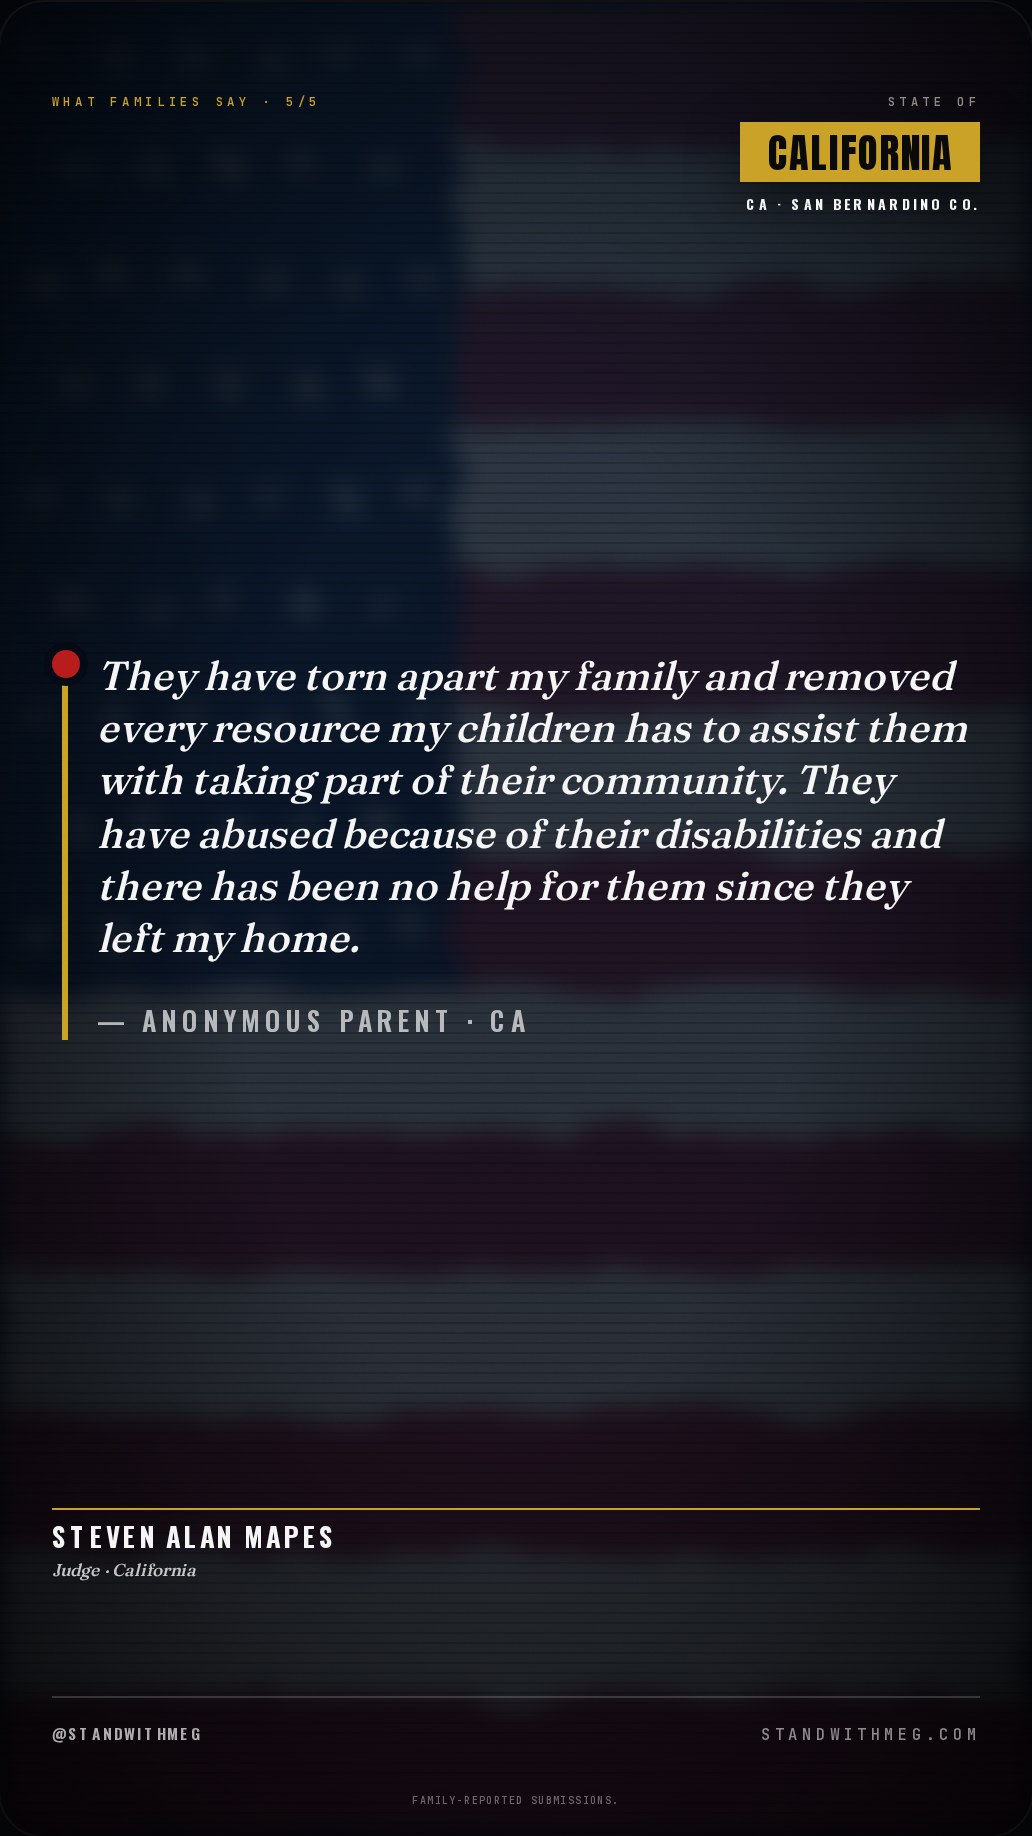 WHAT FAMILIES SAY · 5/5
STATE OF
CALIFORNIA
CA · SAN BERNARDINO CO.
They have torn apart my family and removed
every resource my children has to assist them
with taking part of their community. They
have abused because of their disabilities and
there has been no help for them since they
left my home.
— ANONYMOUS PARENT · CA
STEVEN ALAN MAPES
Judge · California
@STANDWITHMEG
STANDWITHMEG.COM
FAMILY-REPORTED SUBMISSIONS.